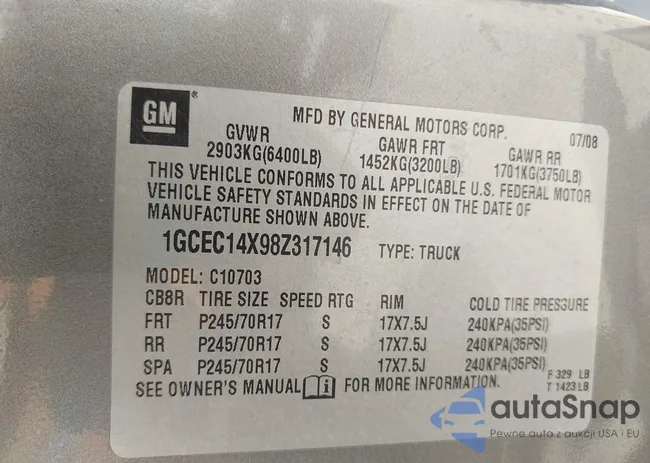 GM ®
MFD BY GENERAL MOTORS CORP.
07/08
GVWR GAWR FRT GAWR RR
2903KG(6400LB) 1452KG(3200LB) 1701KG(3750LB)
THIS VEHICLE CONFORMS TO ALL APPLICABLE U.S. FEDERAL MOTOR
VEHICLE SAFETY STANDARDS IN EFFECT ON THE DATE OF
MANUFACTURE SHOWN ABOVE.
1GCEC14X98Z317146 TYPE: TRUCK
MODEL: C10703
CB8R TIRE SIZE SPEED RTG RIM COLD TIRE PRESSURE
FRT P245/70R17 S 17X7.5J 240KPA(35PSI)
RR P245/70R17 S 17X7.5J 240KPA(35PSI)
SPA P245/70R17 S 17X7.5J 240KPA(35PSI)
F 329 LB
SEE OWNER'S MANUAL i FOR MORE INFORMATION. T 1423 LB
autoSnap
Pewne auta z aukcji USA i EU